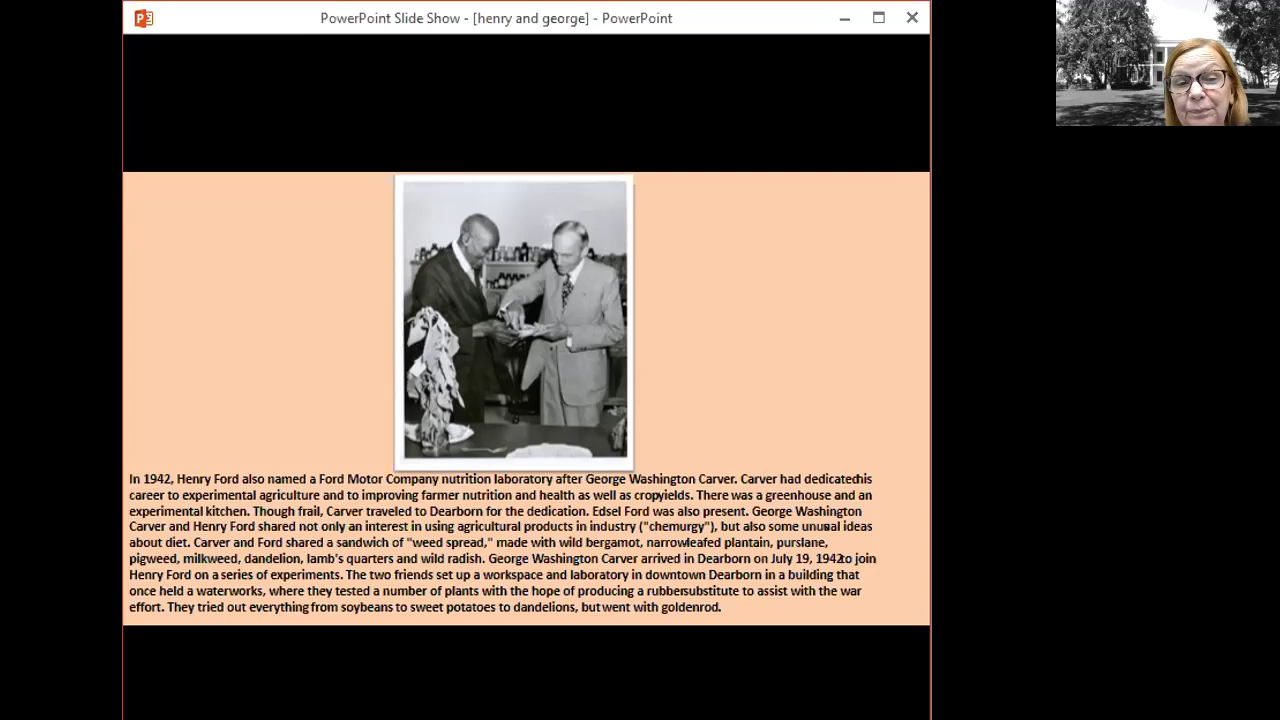 PowerPoint Slide Show - [henry and george] - PowerPoint
In 1942, Henry Ford also named a Ford Motor Company nutrition laboratory after George Washington Carver. Carver had dedicatedhis
career to experimental agriculture and to improving farmer nutrition and health as well as cropyields. There was a greenhouse and an
experimental kitchen. Though frail, Carver traveled to Dearborn for the dedication. Edsel Ford was also present. George Washington
Carver and Henry Ford shared not only an interest in using agricultural products in industry ("chemurgy"), but also some unusual ideas
about diet. Carver and Ford shared a sandwich of "weed spread," made with wild bergamot, narrowleafed plantain, purslane,
pigweed, milkweed, dandelion, lamb's quarters and wild radish. George Washington Carver arrived in Dearborn on July 19, 1942to join
Henry Ford on a series of experiments. The two friends set up a workspace and laboratory in downtown Dearborn in a building that
once held a waterworks, where they tested a number of plants with the hope of producing a rubbersubstitute to assist with the war
effort. They tried out everything from soybeans to sweet potatoes to dandelions, but went with goldenrod.